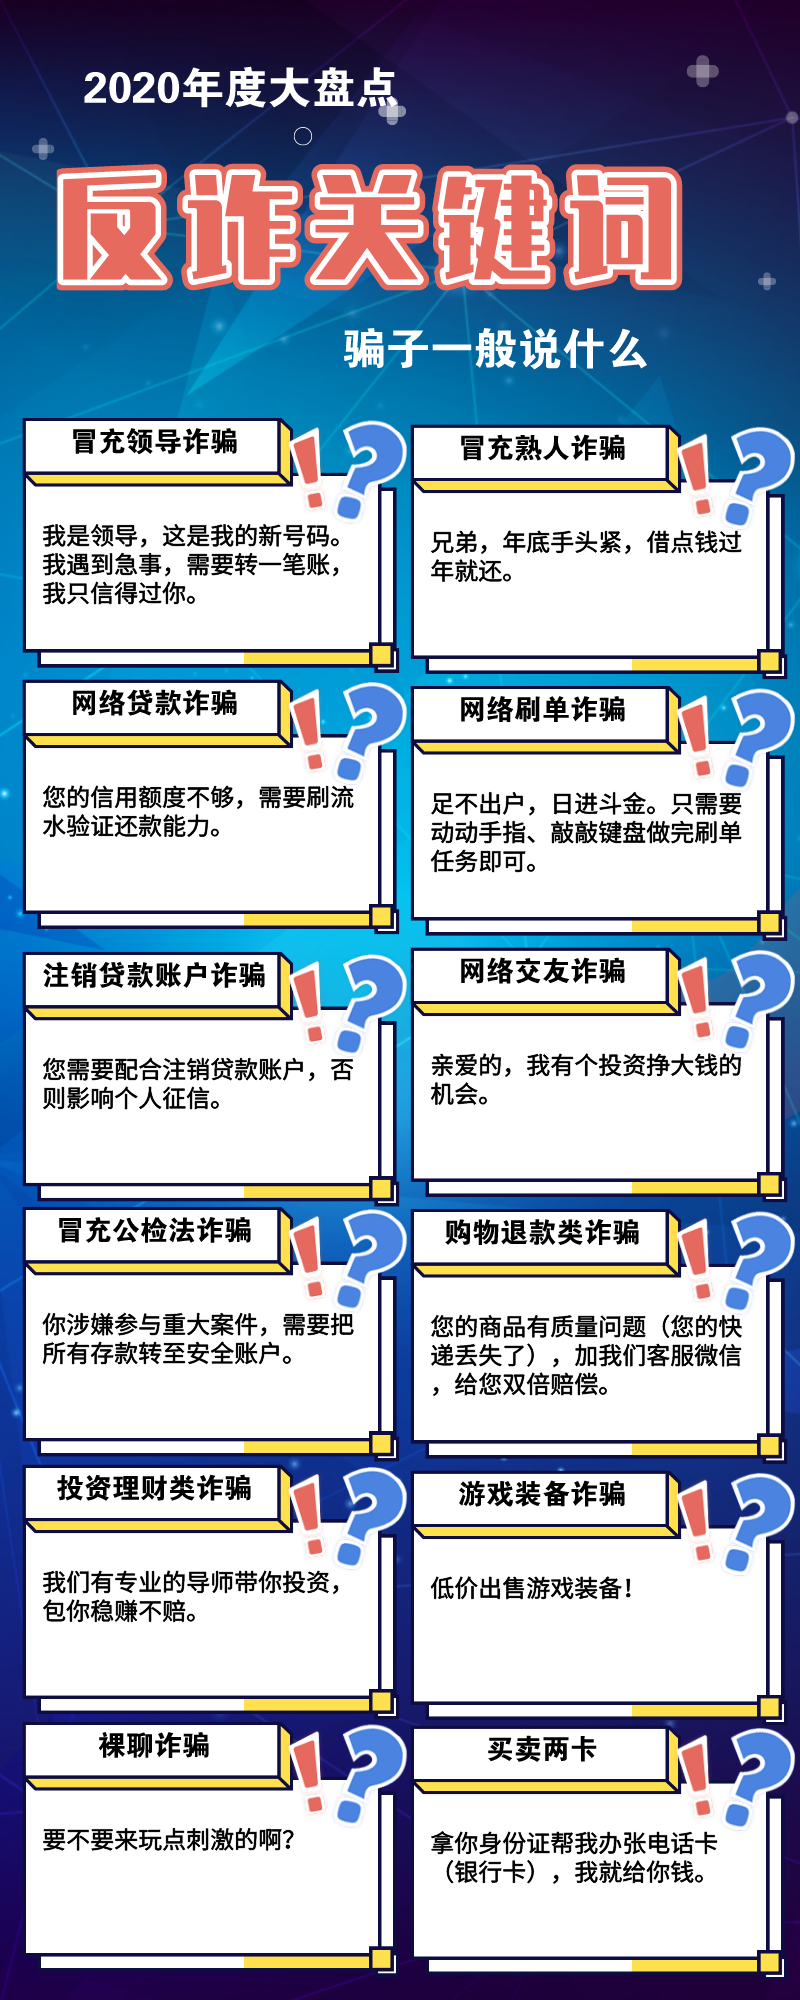 2020年度大盘点
反诈关键词
骗子一般说什么
冒充领导诈骗
我是领导，这是我的新号码。
我遇到急事，需要转一笔账，
我只信得过你。
冒充熟人诈骗
兄弟，年底手头紧，借点钱过
年就还。
网络贷款诈骗
您的信用额度不够，需要刷流
水验证还款能力。
网络刷单诈骗
足不出户，日进斗金。只需要
动动手指、敲敲键盘做完刷单
任务即可。
注销贷款账户诈骗
您需要配合注销贷款账户，否
则影响个人征信。
网络交友诈骗
亲爱的，我有个投资挣大钱的
机会。
冒充公检法诈骗
你涉嫌参与重大案件，需要把
所有存款转至安全账户。
购物退款类诈骗
您的商品有质量问题（您的快
递丢失了），加我们客服微信
，给您双倍赔偿。
投资理财类诈骗
我们有专业的导师带你投资，
包你稳赚不赔。
游戏装备诈骗
低价出售游戏装备！
裸聊诈骗
要不要来玩点刺激的啊？
买卖两卡
拿你身份证帮我办张电话卡
（银行卡），我就给你钱。